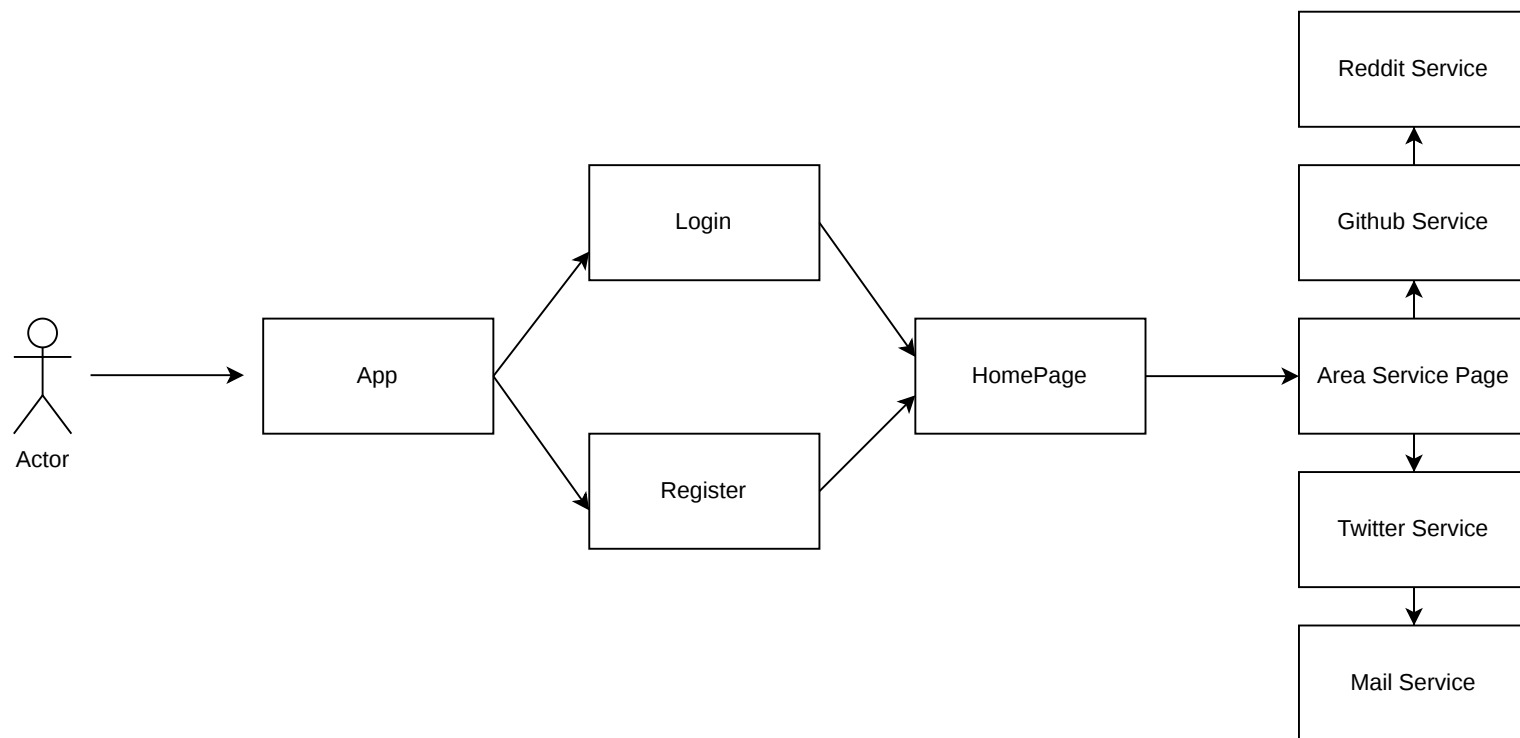 Reddit Service
Login
Github Service
Actor
App
HomePage
Area Service Page
Register
Twitter Service
Mail Service